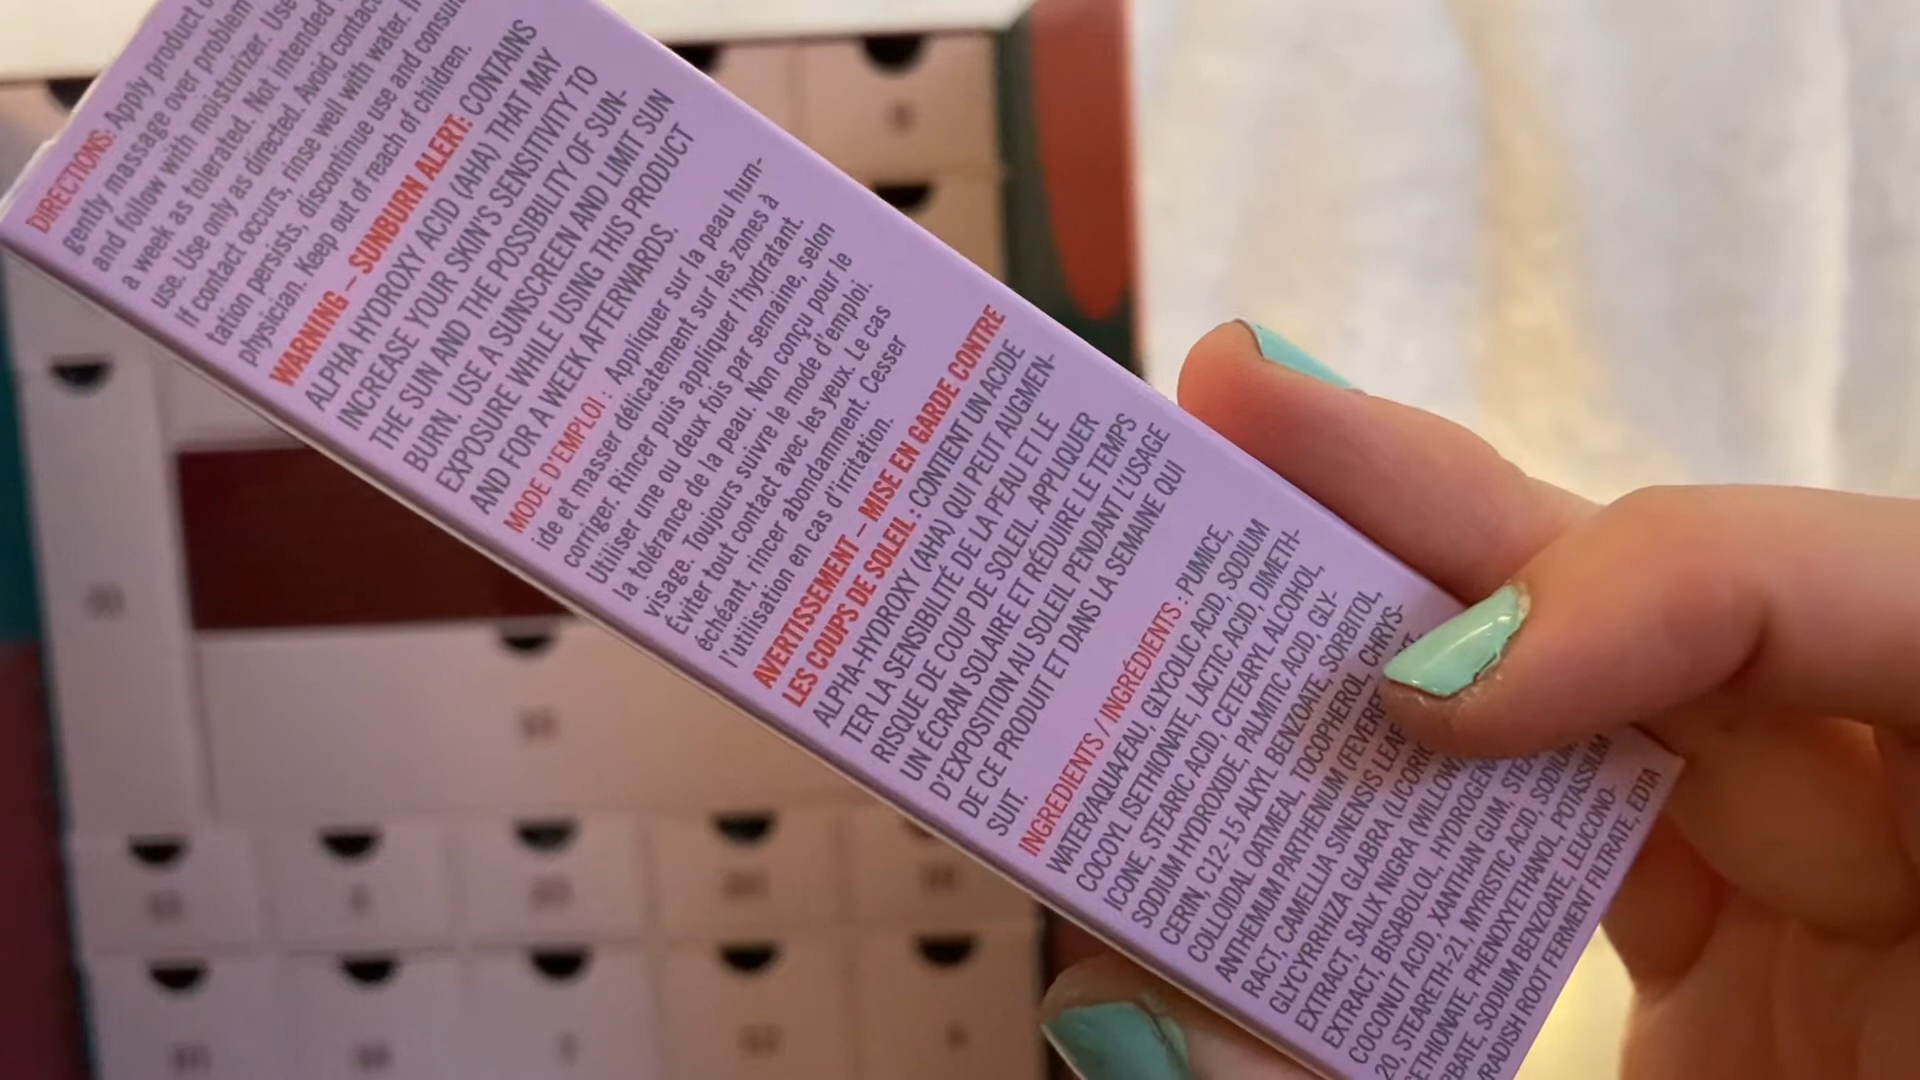 DIRECTIONS: Apply product
gently massage over problem
and follow with moisturizer. Use
a week as tolerated. Not intended
use. Use only as directed. Avoid contact
If contact occurs, rinse well with water.
tation persists, discontinue use and consul
physician. Keep out of reach of children.
WARNING – SUNBURN ALERT: CONTAINS
ALPHA HYDROXY ACID (AHA) THAT MAY
INCREASE YOUR SKIN'S SENSITIVITY TO
THE SUN AND THE POSSIBILITY OF SUN-
BURN. USE A SUNSCREEN AND LIMIT SUN
EXPOSURE WHILE USING THIS PRODUCT
AND FOR A WEEK AFTERWARDS.
MODE D'EMPLOI : Appliquer sur la peau hum-
ide et masser délicatement sur les zones à
corriger. Rincer puis appliquer l'hydratant.
Utiliser une ou deux fois par semaine, selon
la tolérance de la peau. Non conçu pour le
visage. Toujours suivre le mode d'emploi.
Éviter tout contact avec les yeux. Le cas
échéant, rincer abondamment. Cesser
l'utilisation en cas d'irritation.
AVERTISSEMENT – MISE EN GARDE CONTRE
LES COUPS DE SOLEIL : CONTIENT UN ACIDE
ALPHA-HYDROXY (AHA) QUI PEUT AUGMEN-
TER LA SENSIBILITÉ DE LA PEAU ET LE
RISQUE DE COUP DE SOLEIL. APPLIQUER
UN ÉCRAN SOLAIRE ET RÉDUIRE LE TEMPS
D'EXPOSITION AU SOLEIL PENDANT L'USAGE
DE CE PRODUIT ET DANS LA SEMAINE QUI
SUIT.
INGREDIENTS / INGRÉDIENTS : PUMICE,
WATER/AQUA/EAU, GLYCOLIC ACID, SODIUM
COCOYL ISETHIONATE, LACTIC ACID, DIMETH-
ICONE, STEARIC ACID, CETEARYL ALCOHOL,
SODIUM HYDROXIDE, PALMITIC ACID, GLY-
CERIN, C12-15 ALKYL BENZOATE, SORBITOL,
COLLOIDAL OATMEAL, TOCOPHEROL, CHRYS-
ANTHEMUM PARTHENIUM (FEVERF
RACT, CAMELLIA SINENSIS LEAF
GLYCYRRHIZA GLABRA (LICORIC
EXTRACT, SALIX NIGRA (WILLOW
EXTRACT, BISABOLOL, HYDROGEN
COCONUT ACID, XANTHAN GUM, STE
20, STEARETH-21, MYRISTIC ACID, SODIU
ETHIONATE, PHENOXYETHANOL, POTASSIUM
RBATE, SODIUM BENZOATE, LEUCONO-
/RADISH ROOT FERMENT FILTRATE, EDTA